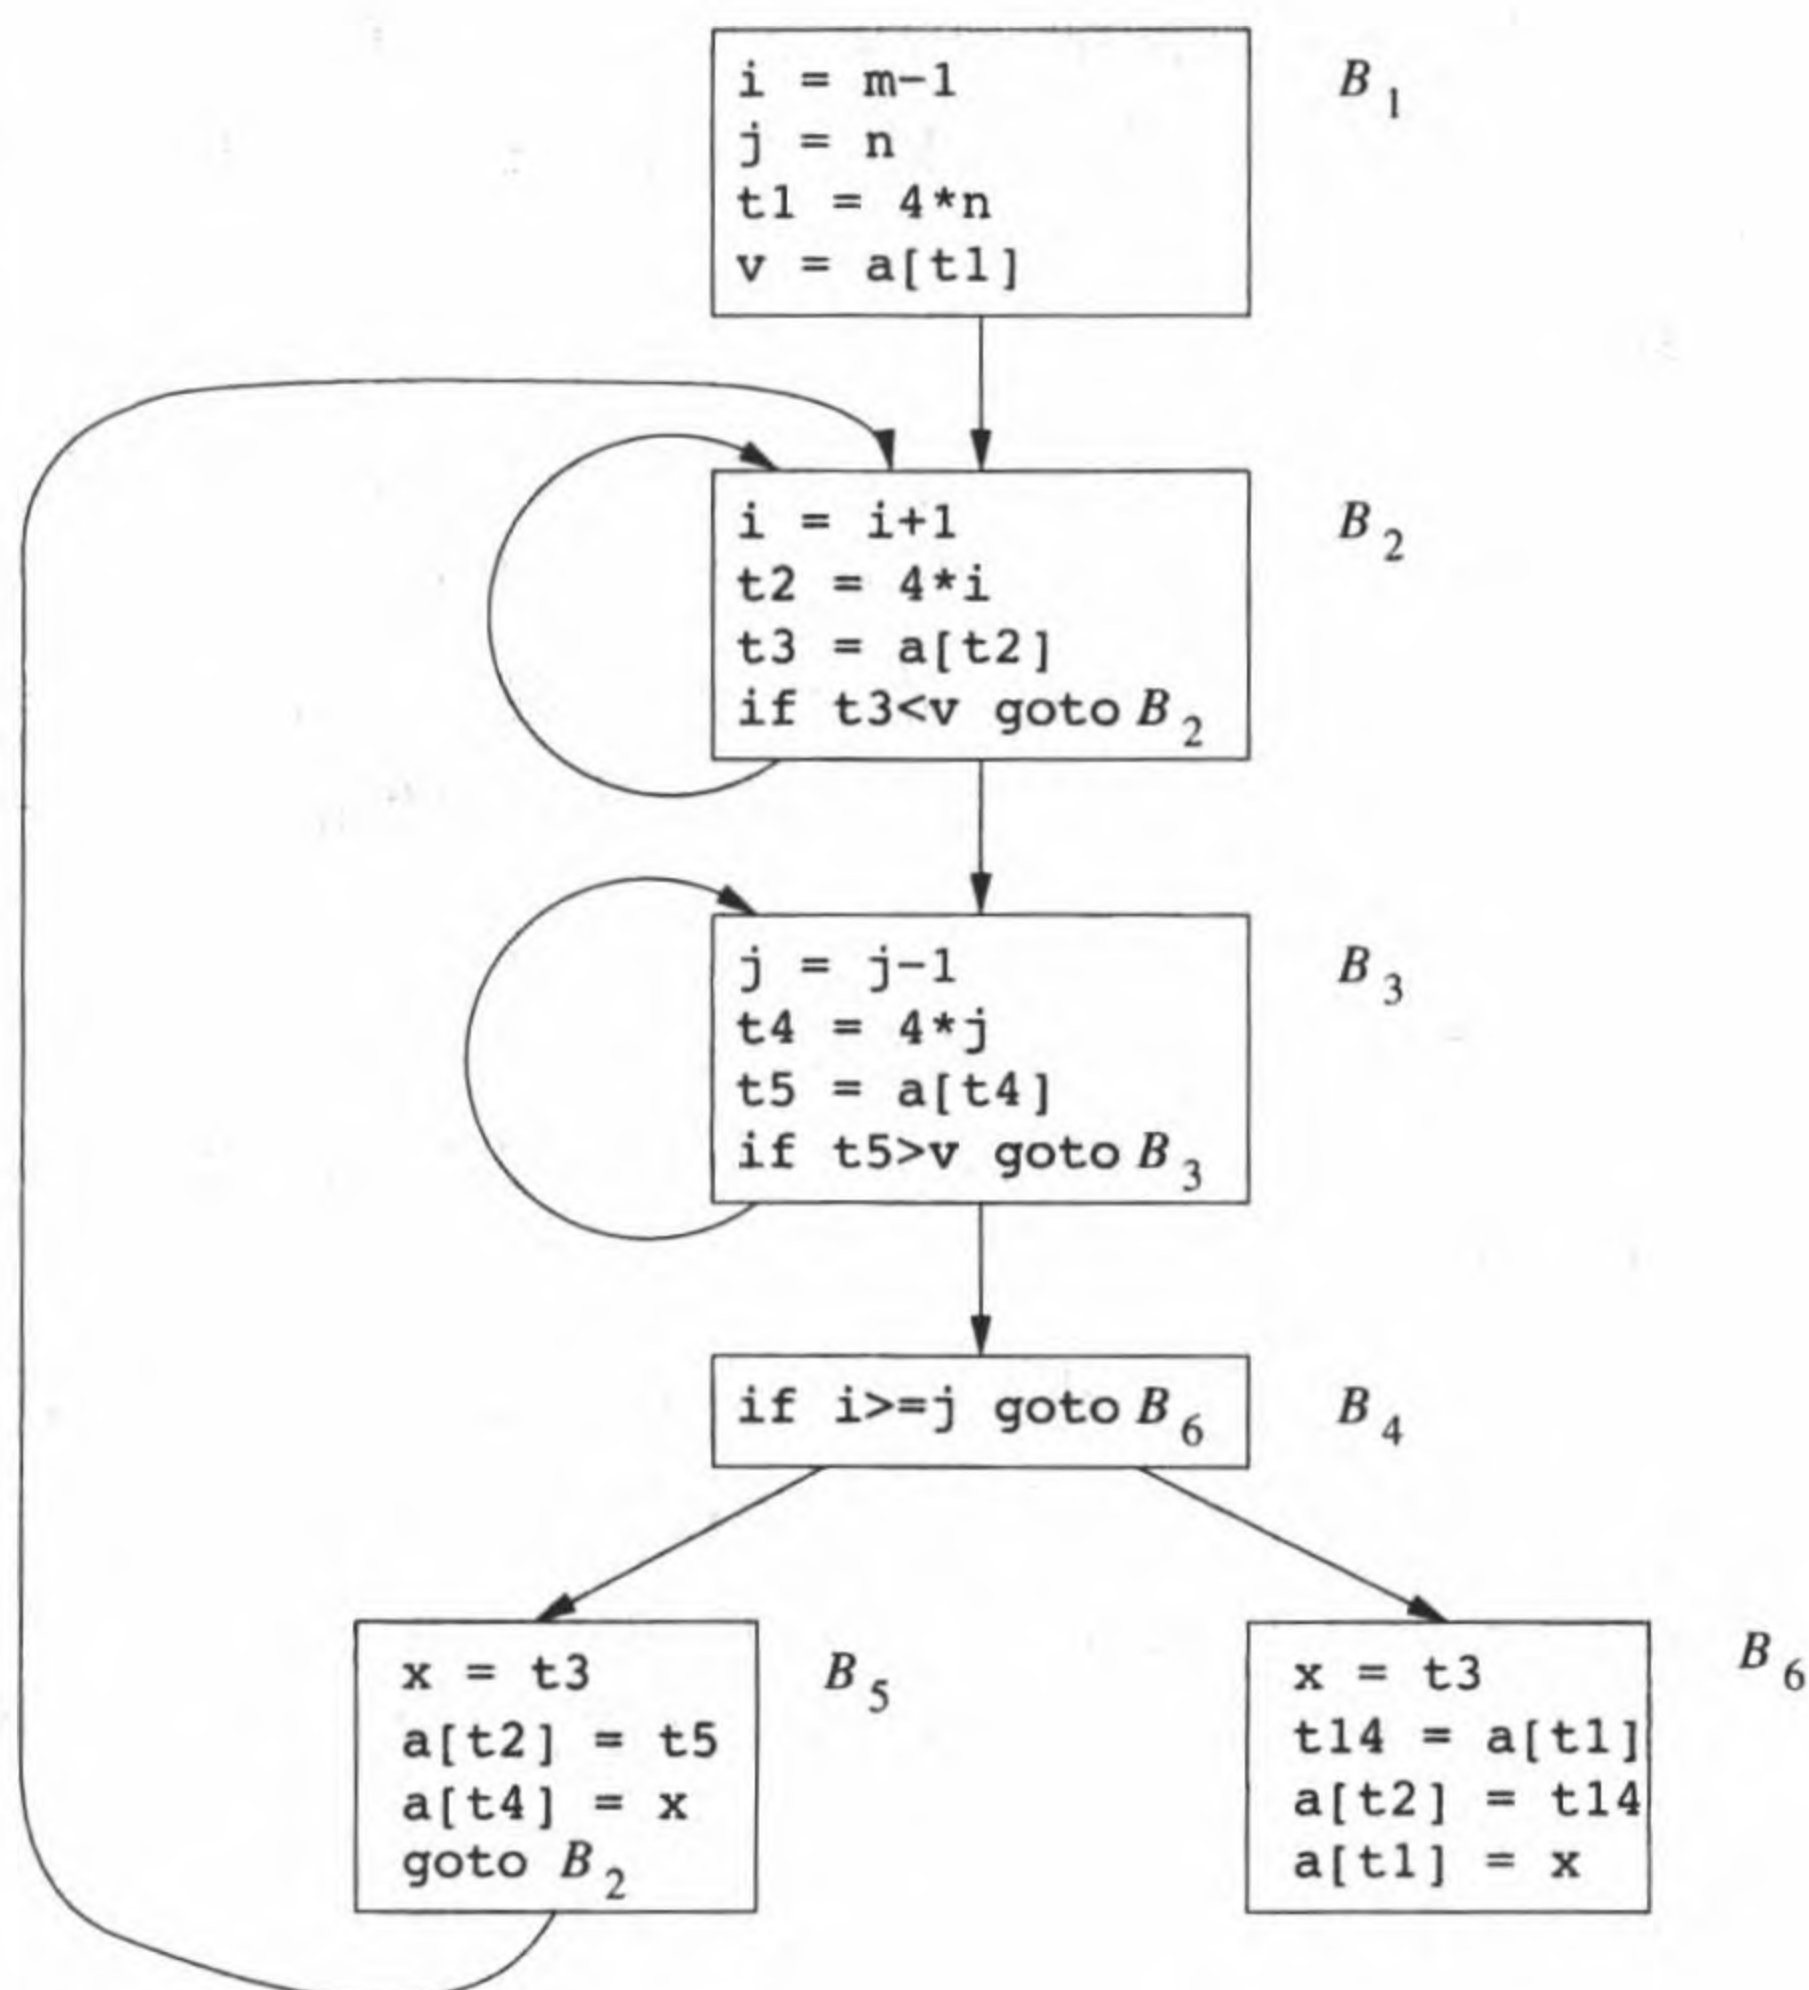 i = m-1
j = n
t1 = 4*n
v = a[t1]
B1
i = i+1
t2 = 4*i
t3 = a[t2]
if t3<v goto B2
B2
j = j-1
t4 = 4*j
t5 = a[t4]
if t5>v goto B3
B3
if i>=j goto B6
B4
x = t3
a[t2] = t5
a[t4] = x
goto B2
B5
x = t3
t14 = a[t1]
a[t2] = t14
a[t1] = x
B6